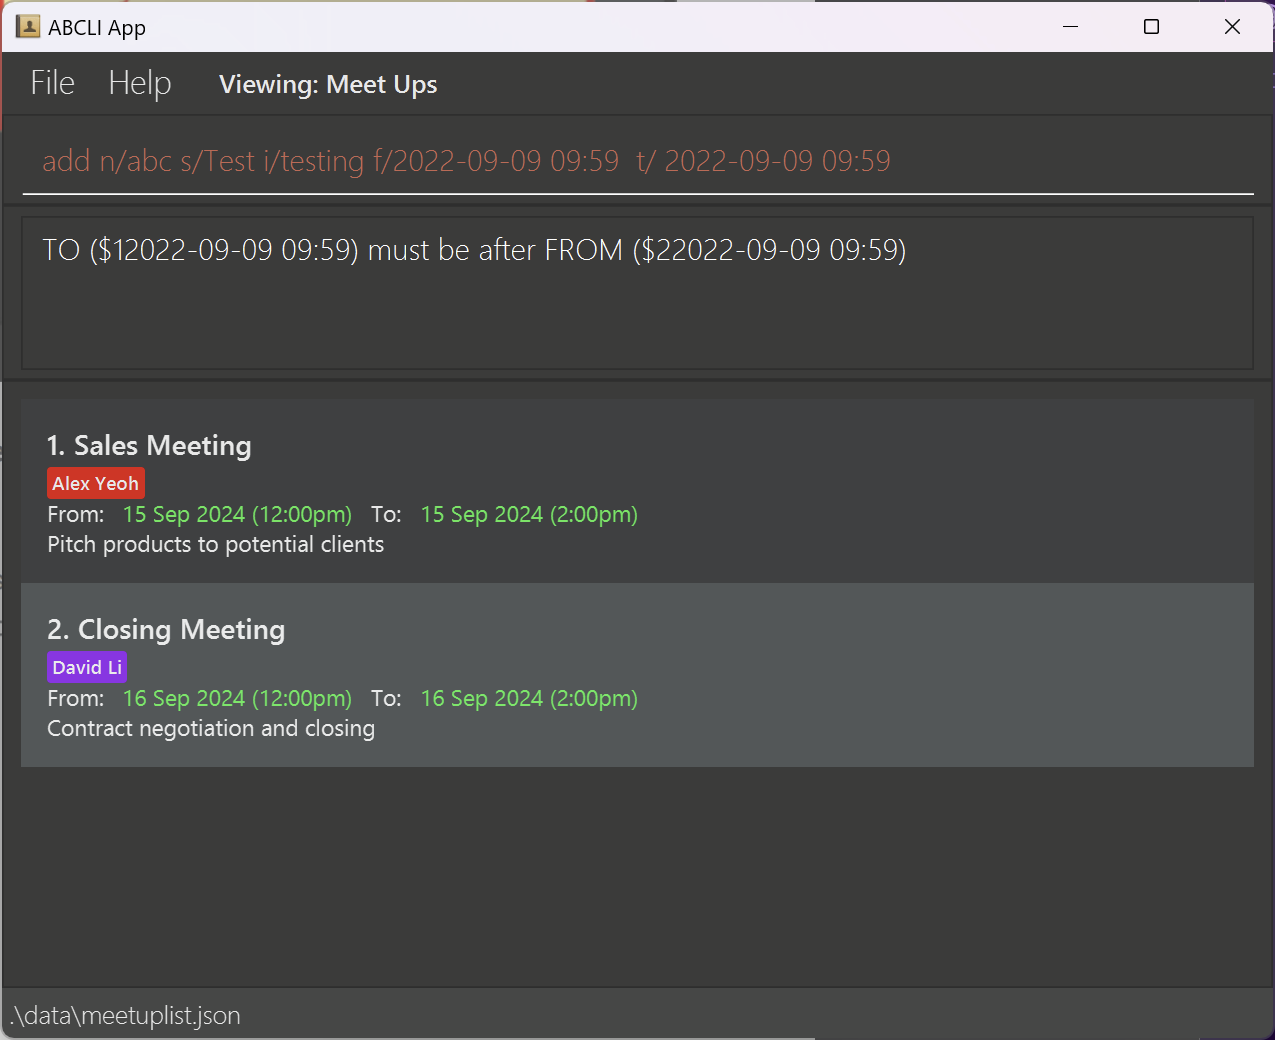 ABCLI App
File Help Viewing: Meet Ups
add n/abc s/Test i/testing f/2022-09-09 09:59  t/ 2022-09-09 09:59
TO ($12022-09-09 09:59) must be after FROM ($22022-09-09 09:59)
1. Sales Meeting
Alex Yeoh
From: 15 Sep 2024 (12:00pm) To: 15 Sep 2024 (2:00pm)
Pitch products to potential clients
2. Closing Meeting
David Li
From: 16 Sep 2024 (12:00pm) To: 16 Sep 2024 (2:00pm)
Contract negotiation and closing
.\data\meetuplist.json